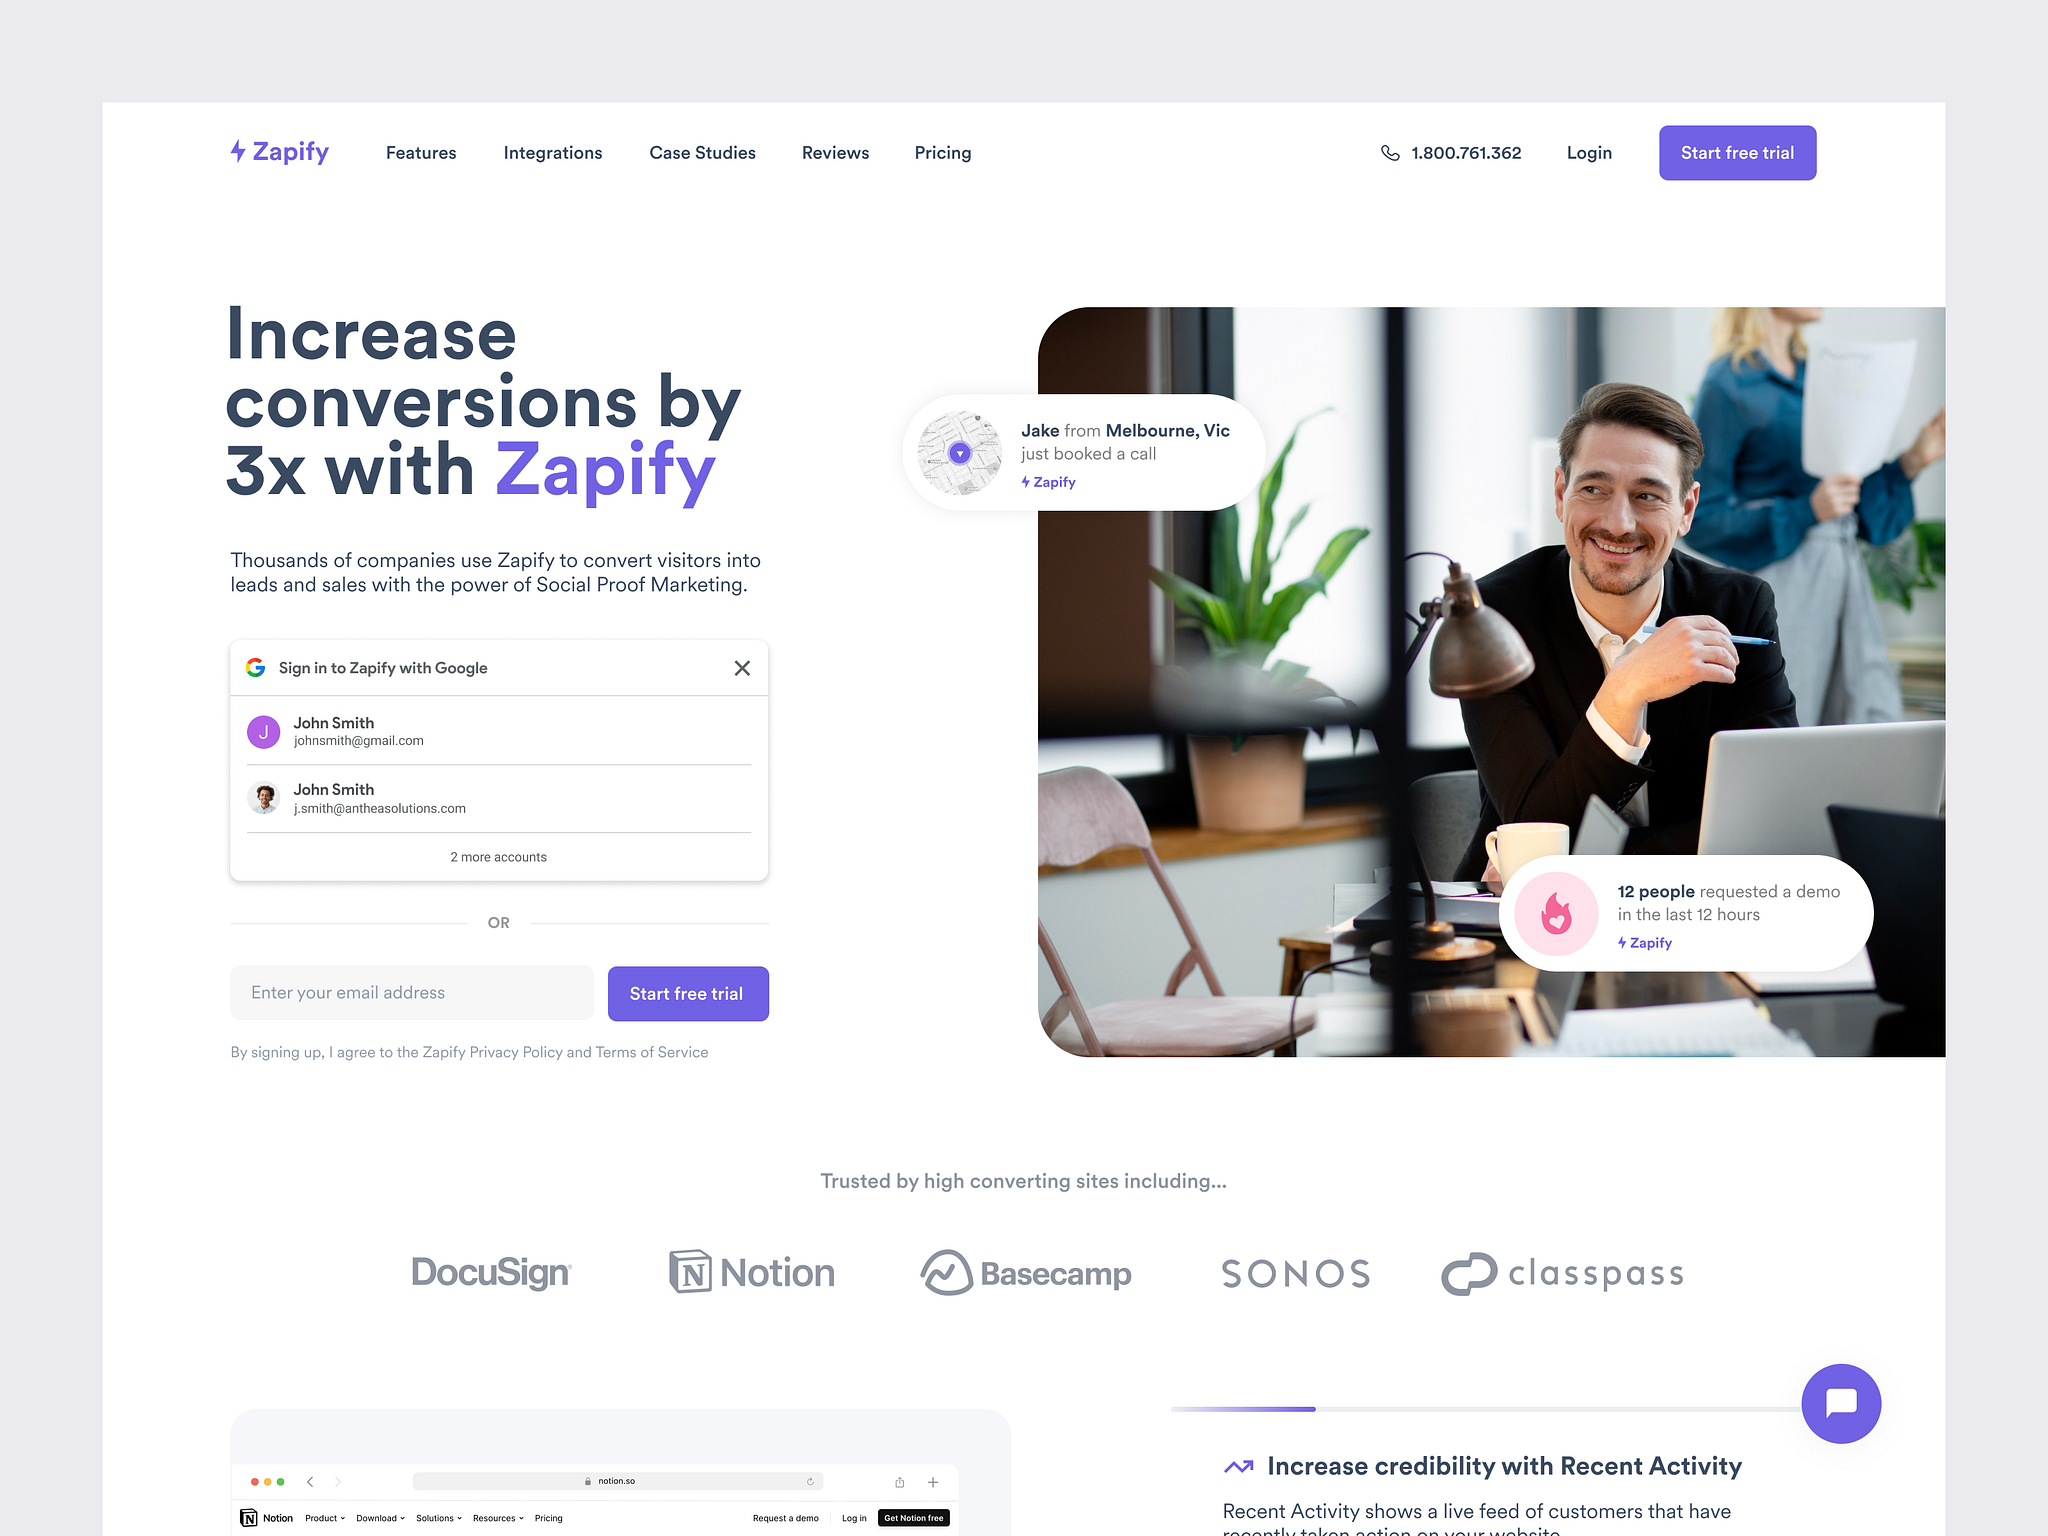 Zapify
Features
Integrations
Case Studies
Reviews
Pricing
1.800.761.362
Login
Start free trial
Increase
conversions by
3x with Zapify
Thousands of companies use Zapify to convert visitors into
leads and sales with the power of Social Proof Marketing.
Sign in to Zapify with Google
J
John Smith
johnsmith@gmail.com
John Smith
j.smith@antheasolutions.com
2 more accounts
OR
Enter your email address
Start free trial
By signing up, I agree to the Zapify Privacy Policy and Terms of Service
Jake from Melbourne, Vic
just booked a call
Zapify
12 people requested a demo
in the last 12 hours
Zapify
Trusted by high converting sites including...
DocuSign
N Notion
Basecamp
SONOS
classpass
notion.so
N Notion
Product
Download
Solutions
Resources
Pricing
Request a demo
Log in
Get Notion free
Increase credibility with Recent Activity
Recent Activity shows a live feed of customers that have
recently taken action on your website